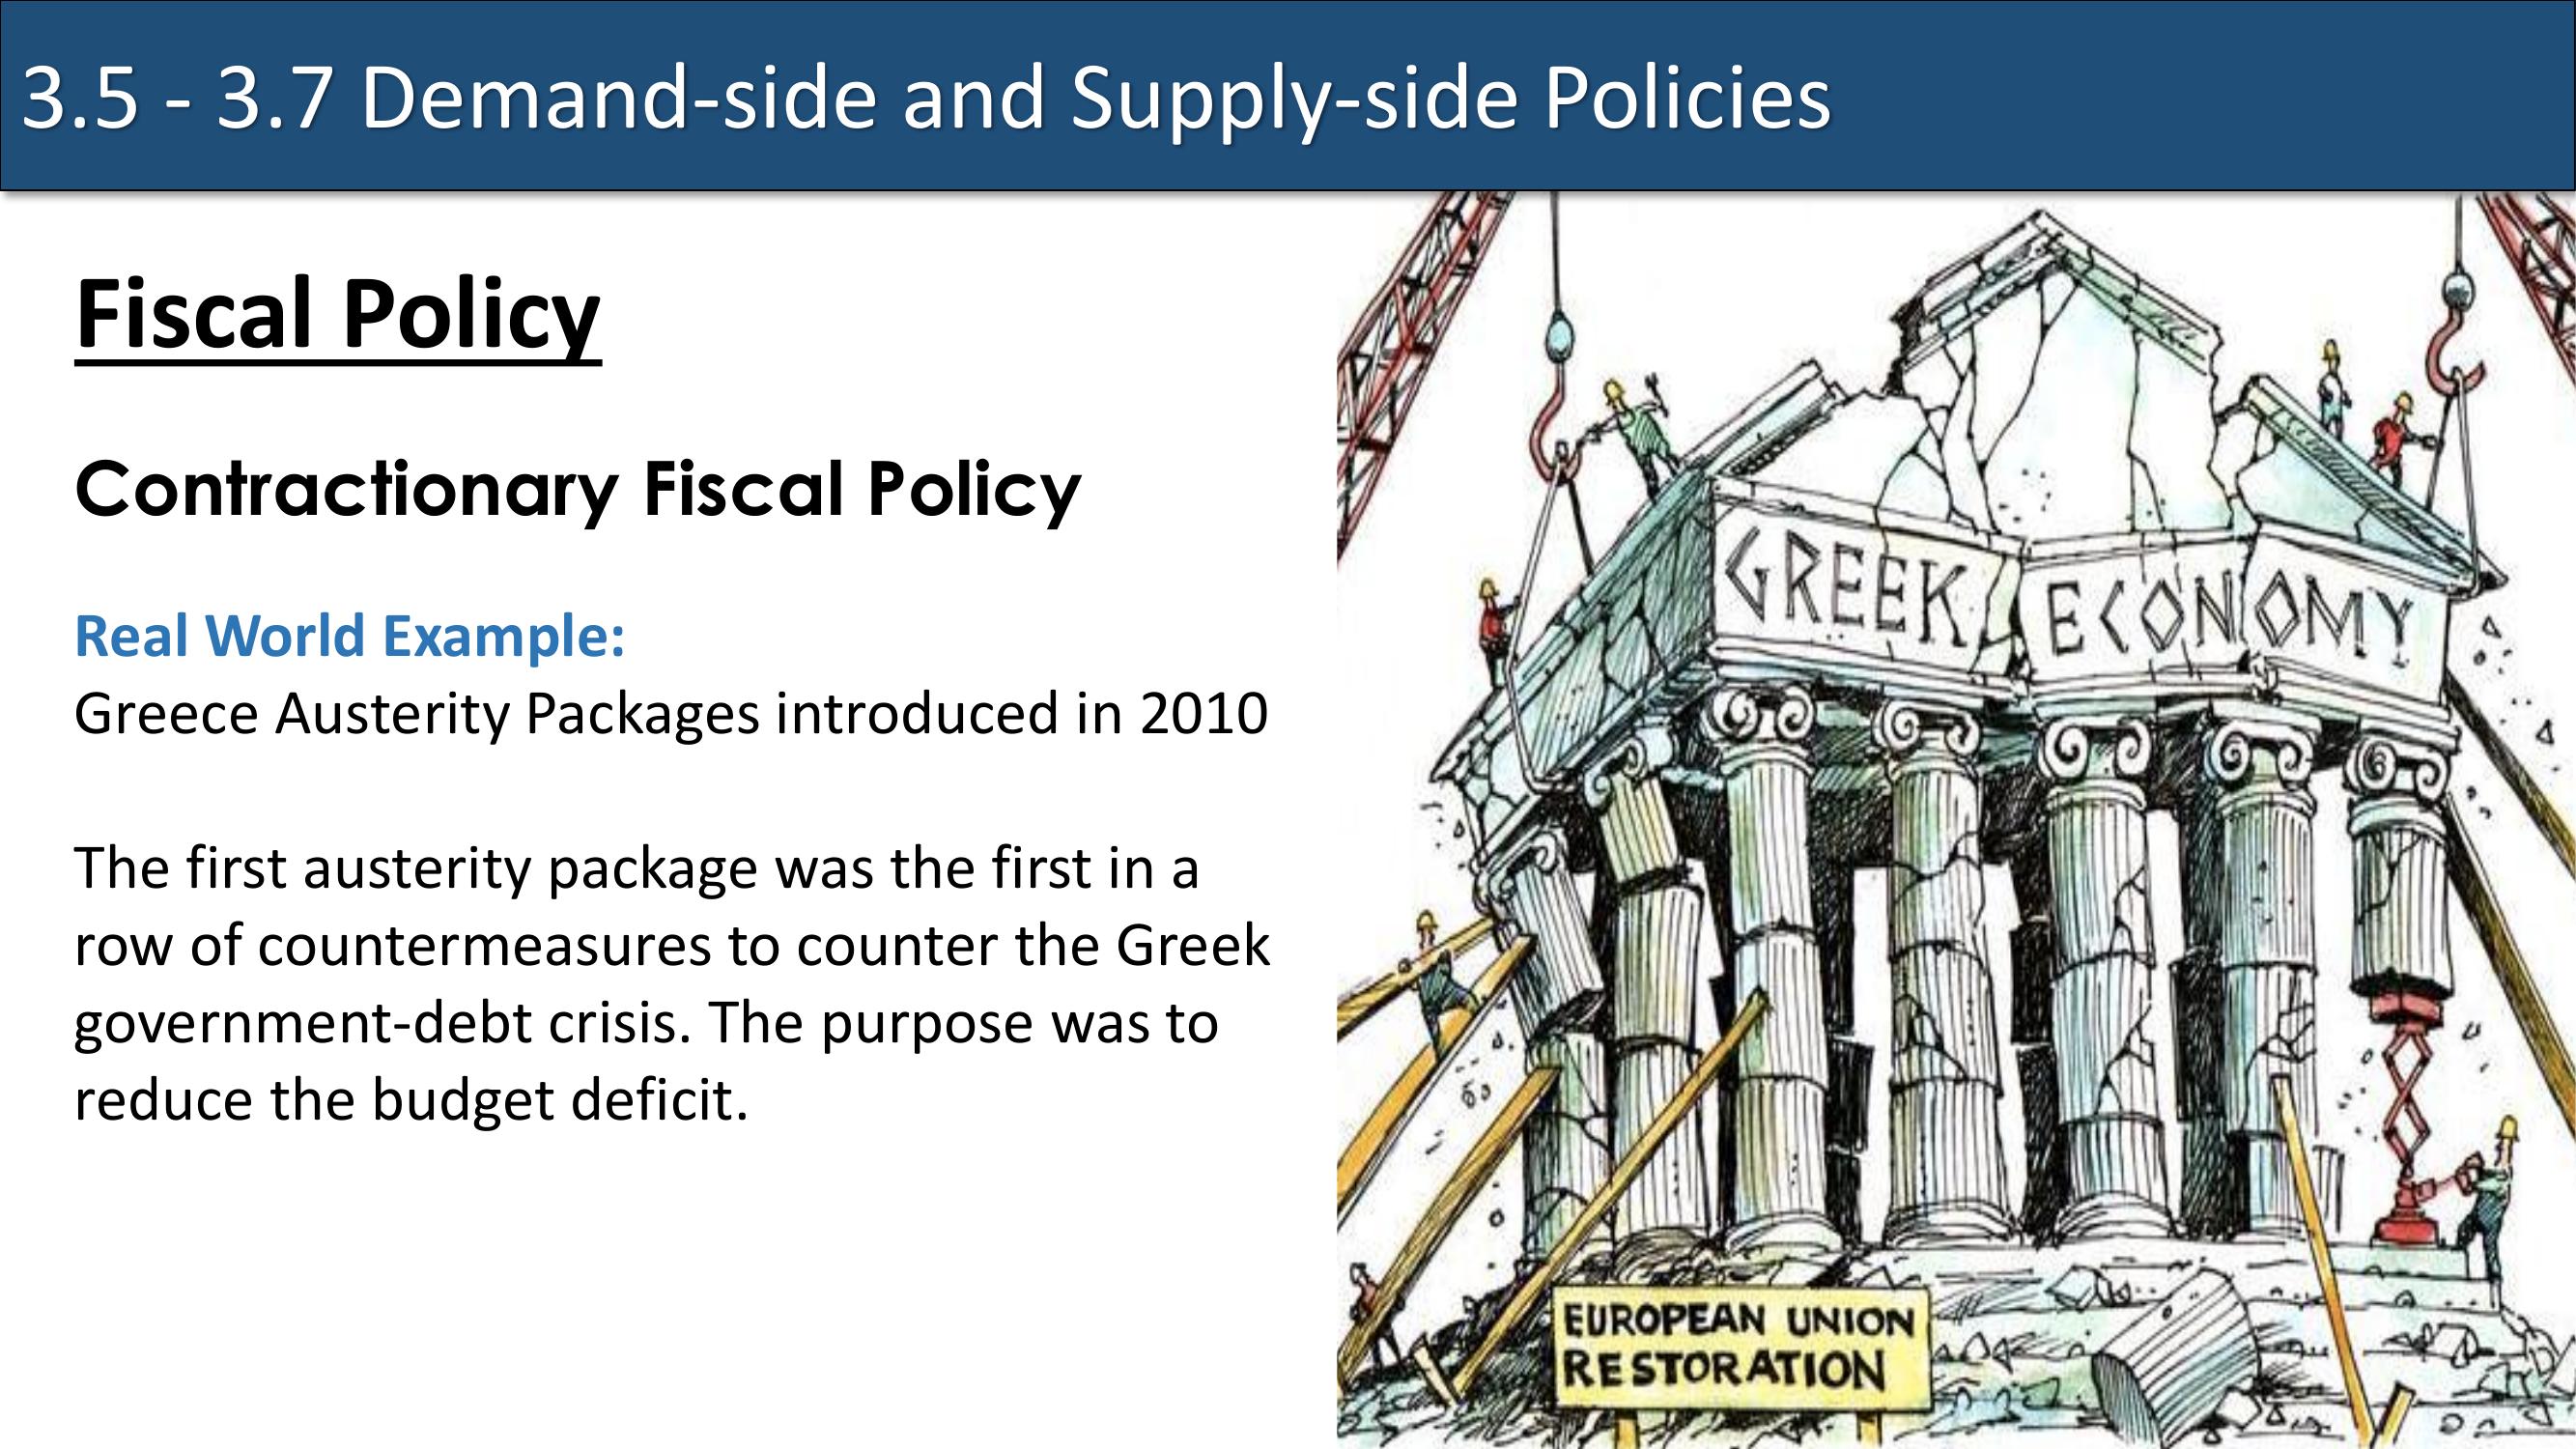 3.5 - 3.7 Demand-side and Supply-side Policies
Fiscal Policy
Contractionary Fiscal Policy
Real World Example:
Greece Austerity Packages introduced in 2010
The first austerity package was the first in a
row of countermeasures to counter the Greek
government-debt crisis. The purpose was to
reduce the budget deficit.
GREEK ECONOMY
EUROPEAN UNION
RESTORATION